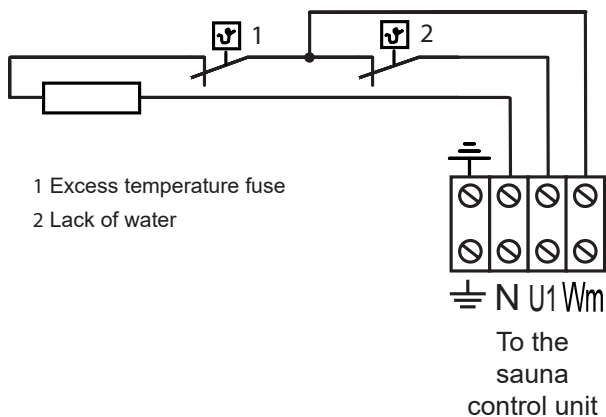 ϑ 1
ϑ 2
1 Excess temperature fuse
2 Lack of water
N U1 Wm
To the
sauna
control unit